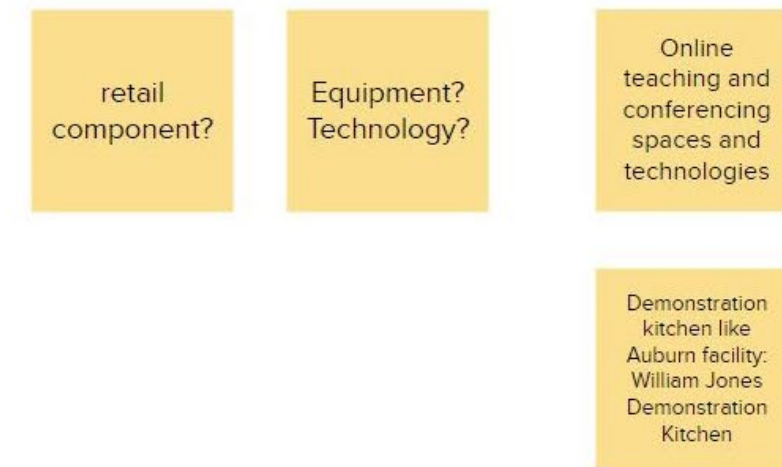 retail
component?
Equipment?
Technology?
Online
teaching and
conferencing
spaces and
technologies
Demonstration
kitchen like
Auburn facility:
William Jones
Demonstration
Kitchen